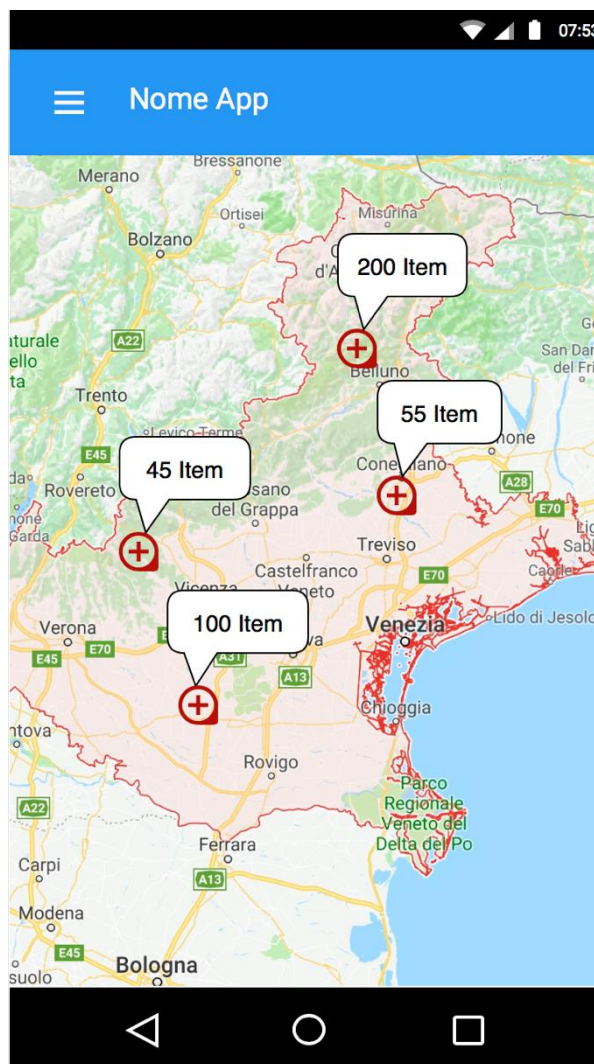 07:53
Nome App
Bressanone
Merano
Ortisei
Misurina
Bolzano
200 Item
A22
San Dan
del Fri
Belluno
Trento
55 Item
Levico Terme
E45
45 Item
Rovereto
del Grappa
A28
E70
Garda
Treviso
Castelfranco
Veneto
E70
Caorle
Vicenza
100 Item
Verona
Venezia
Lido di Jesolo
E45
E70
A31
A13
Chioggia
Rovigo
Parco
Regionale
Veneto del
Delta del Po
A22
Ferrara
Carpi
A13
Modena
E45
Bologna